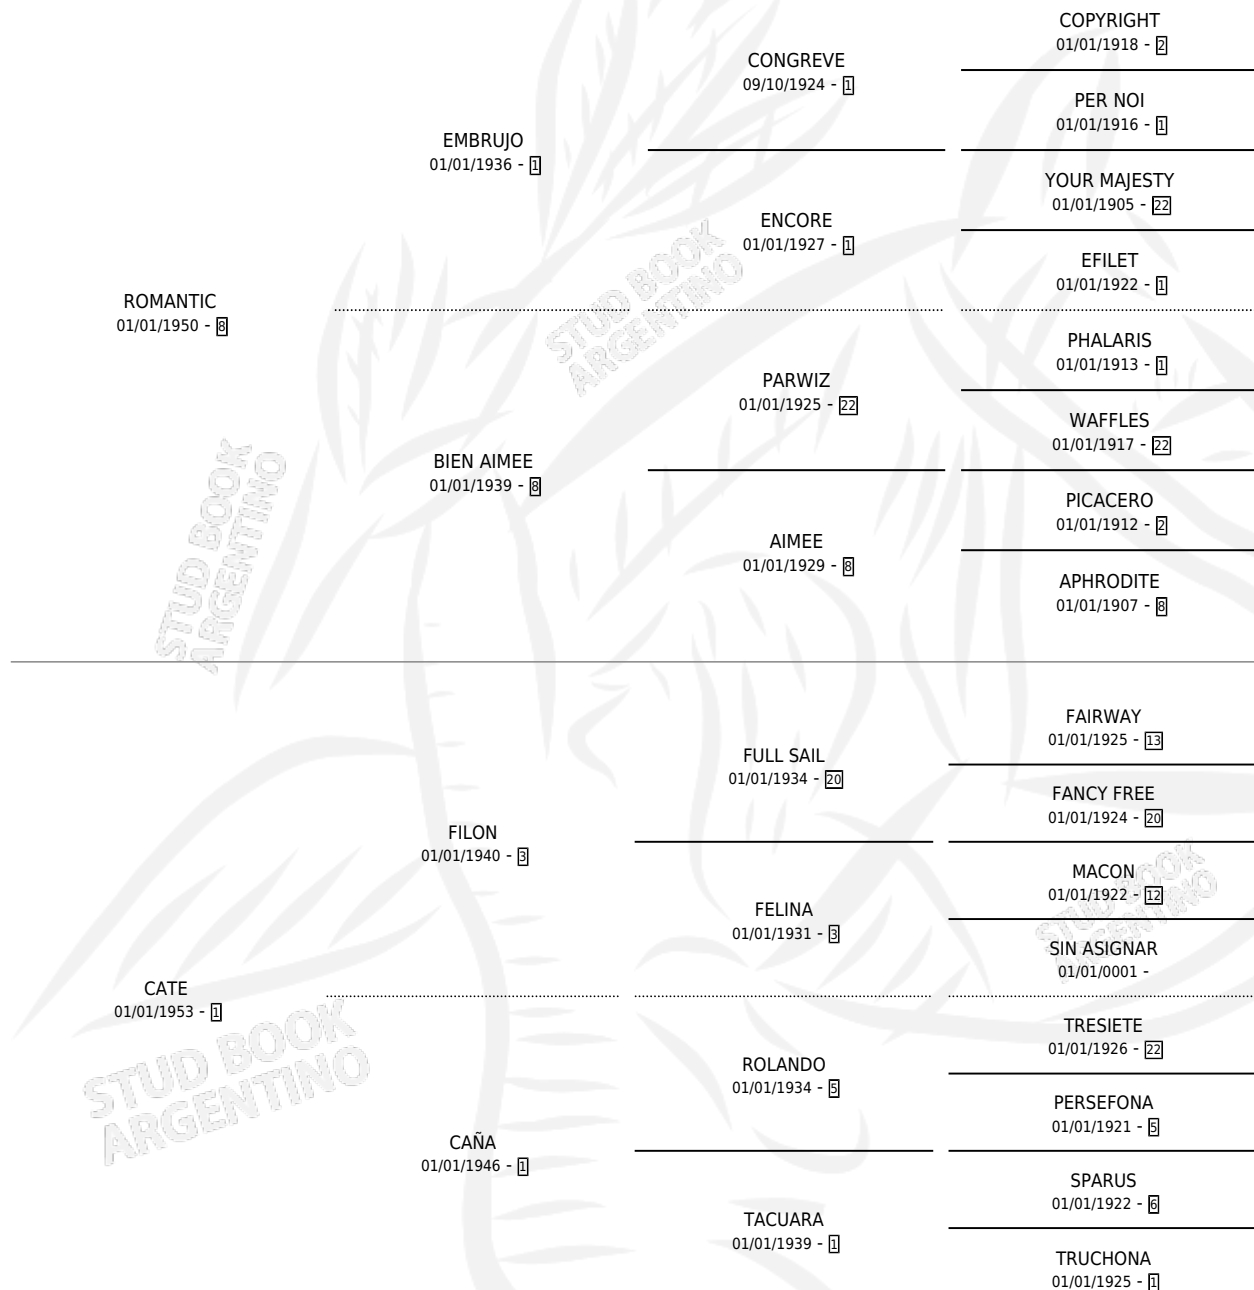 COPYRIGHT
01/01/1918 - 2
CONGREVE
09/10/1924 - 1
PER NOI
01/01/1916 - 1
EMBRUJO
01/01/1936 - 1
YOUR MAJESTY
01/01/1905 - 22
ENCORE
01/01/1927 - 1
EFILET
01/01/1922 - 1
ROMANTIC
01/01/1950 - 8
PHALARIS
01/01/1913 - 1
PARWIZ
01/01/1925 - 22
WAFFLES
01/01/1917 - 22
BIEN AIMEE
01/01/1939 - 8
PICACERO
01/01/1912 - 2
AIMEE
01/01/1929 - 8
APHRODITE
01/01/1907 - 8
STUD BOOK
ARGENTINO
STUD BOOK
ARGENTINO
FAIRWAY
01/01/1925 - 13
FULL SAIL
01/01/1934 - 20
FANCY FREE
01/01/1924 - 20
FILON
01/01/1940 - 3
MACON
01/01/1922 - 12
FELINA
01/01/1931 - 3
SIN ASIGNAR
01/01/0001 -
STUD BOOK
ARGENTINO
CATE
01/01/1953 - 1
TRESIETE
01/01/1926 - 22
ROLANDO
01/01/1934 - 5
PERSEFONA
01/01/1921 - 5
CAÑA
01/01/1946 - 1
SPARUS
01/01/1922 - 6
TACUARA
01/01/1939 - 1
TRUCHONA
01/01/1925 - 1
STUD BOOK
ARGENTINO